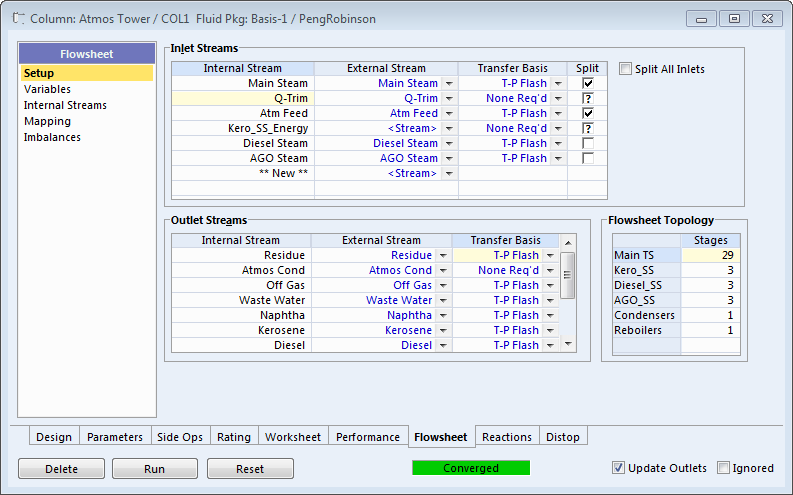 Column: Atmos Tower / COL1 Fluid Pkg: Basis-1 / PengRobinson
Flowsheet
Setup
Variables
Internal Streams
Mapping
Imbalances
Inlet Streams
Internal Stream External Stream Transfer Basis Split
Main Steam Main Steam T-P Flash
Q-Trim Q-Trim None Req'd ?
Atm Feed Atm Feed T-P Flash
Kero_SS_Energy <Stream> None Req'd ?
Diesel Steam Diesel Steam T-P Flash
AGO Steam AGO Steam T-P Flash
** New ** <Stream>
Split All Inlets
Outlet Streams
Internal Stream External Stream Transfer Basis
Residue Residue T-P Flash
Atmos Cond Atmos Cond None Req'd
Off Gas Off Gas T-P Flash
Waste Water Waste Water T-P Flash
Naphtha Naphtha T-P Flash
Kerosene Kerosene T-P Flash
Diesel Diesel T-P Flash
Flowsheet Topology
Stages
Main TS 29
Kero_SS 3
Diesel_SS 3
AGO_SS 3
Condensers 1
Reboilers 1
Design Parameters Side Ops Rating Worksheet Performance Flowsheet Reactions Distop
Delete Run Reset Converged Update Outlets Ignored